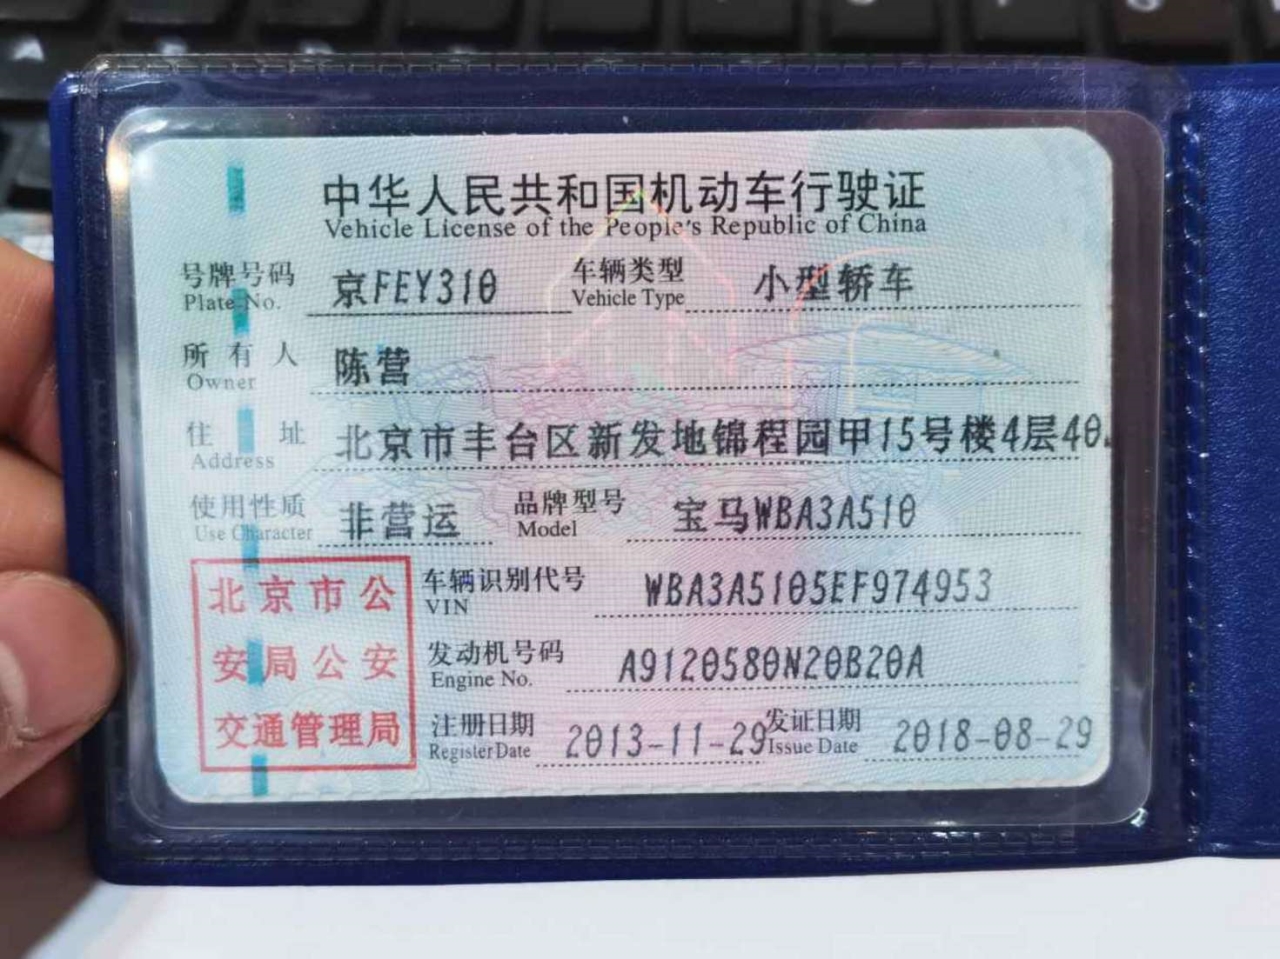 中华人民共和国机动车行驶证
Vehicle License of the People's Republic of China
号牌号码 京FEY310 车辆类型 小型轿车
Plate No. Vehicle Type
所有人 陈营
Owner
住址 北京市丰台区新发地锦程园甲15号楼4层40
Address
使用性质 非营运 品牌型号 宝马WBA3A510
Use Character Model
北京市公
安局公安
交通管理局
车辆识别代号 WBA3A5105EF974953
VIN
发动机号码 A9120580N20B20A
Engine No.
注册日期 2013-11-29 发证日期 2018-08-29
Register Date Issue Date